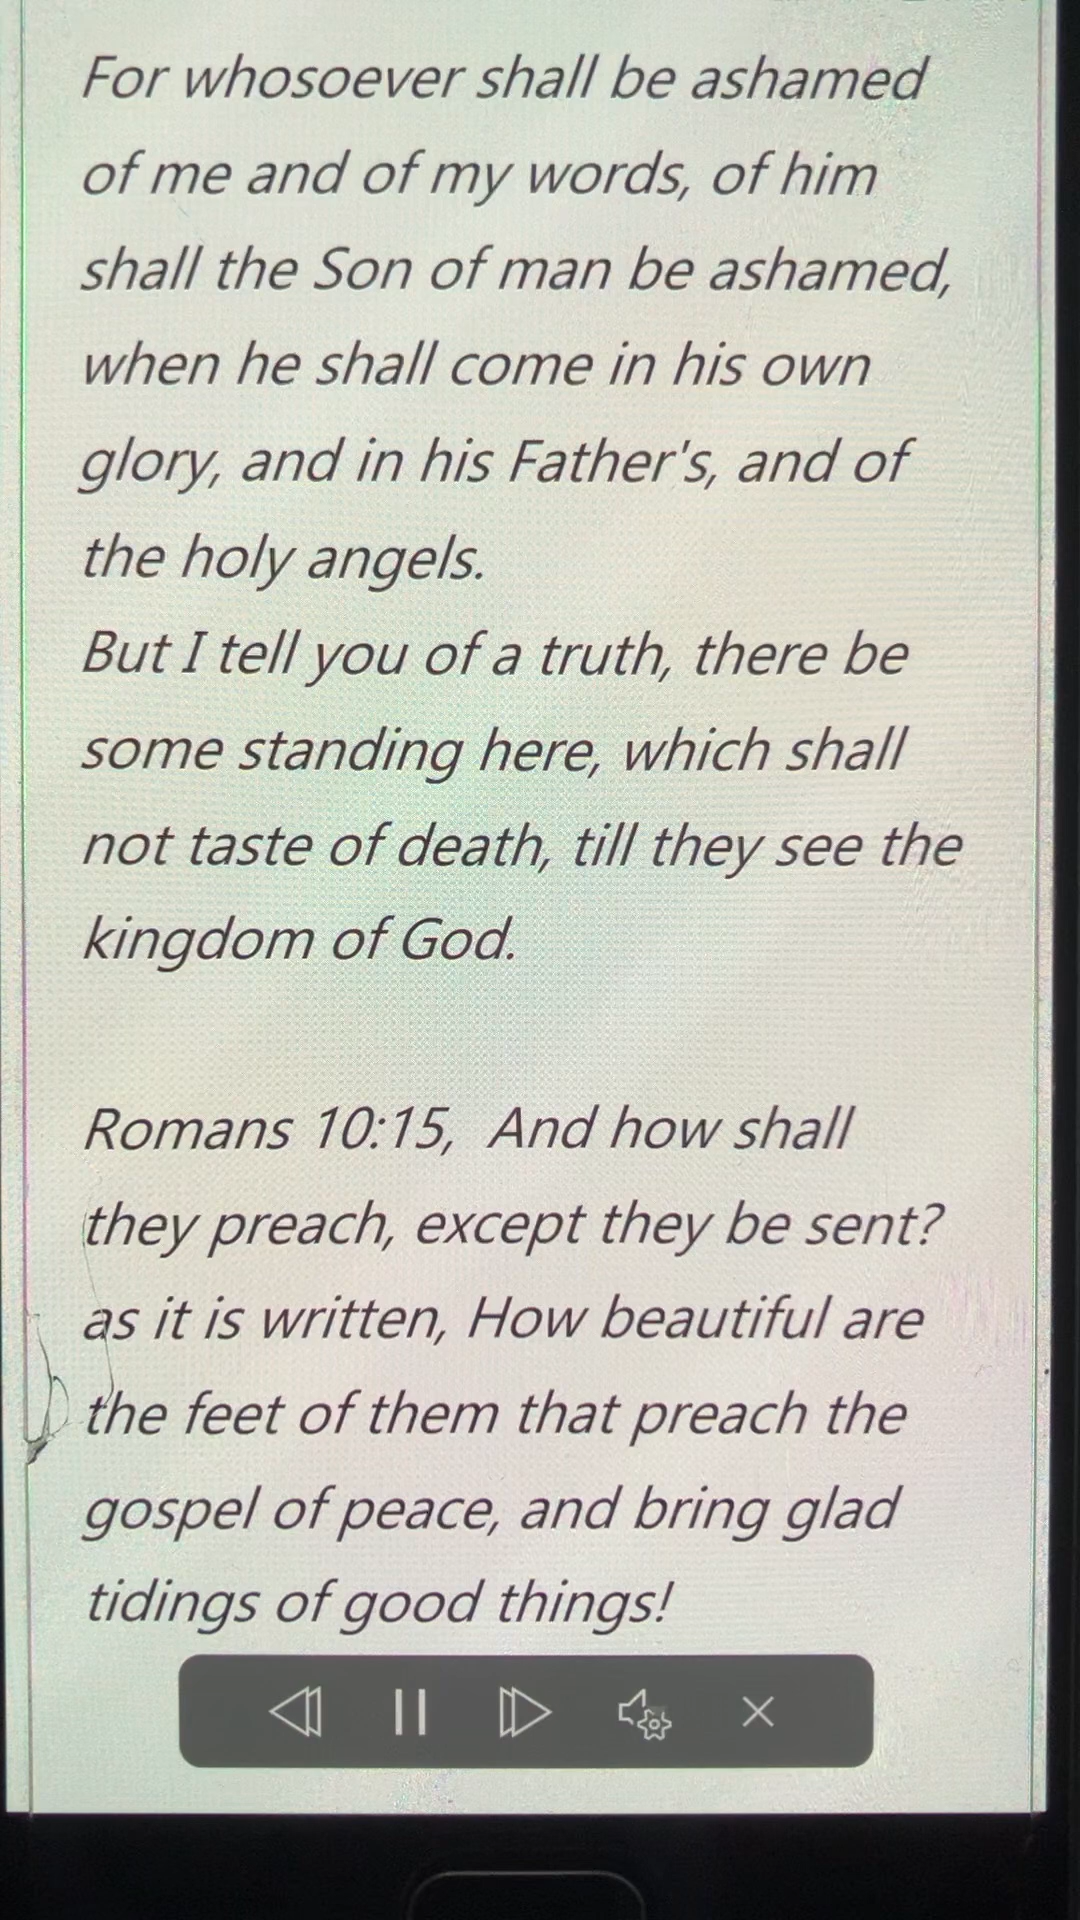 For whosoever shall be ashamed
of me and of my words, of him
shall the Son of man be ashamed,
when he shall come in his own
glory, and in his Father's, and of
the holy angels.
But I tell you of a truth, there be
some standing here, which shall
not taste of death, till they see the
kingdom of God.
Romans 10:15,  And how shall
they preach, except they be sent?
as it is written, How beautiful are
the feet of them that preach the
gospel of peace, and bring glad
tidings of good things!